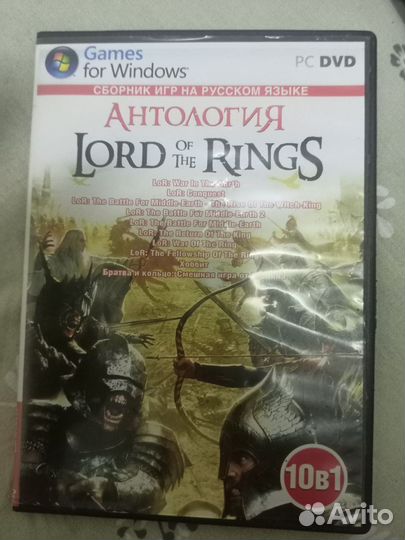 Games
for Windows
PC DVD
СБОРНИК ИГР НА РУССКОМ ЯЗЫКЕ
АНТОЛОГИЯ
LORD OF THE RINGS
LoR: War In The North
LoR: Conquest
LoR: The Battle For Middle-Earth - The Rise Of The Witch-King
LoR: The Battle For Middle-Earth 2
LoR: The Battle For Middle-Earth
LoR: The Return Of The King
LoR: War Of The Ring
LoR: The Fellowship Of The Ring
Хоббит
Братва и кольцо: Смешная игра от
10в1
Avito